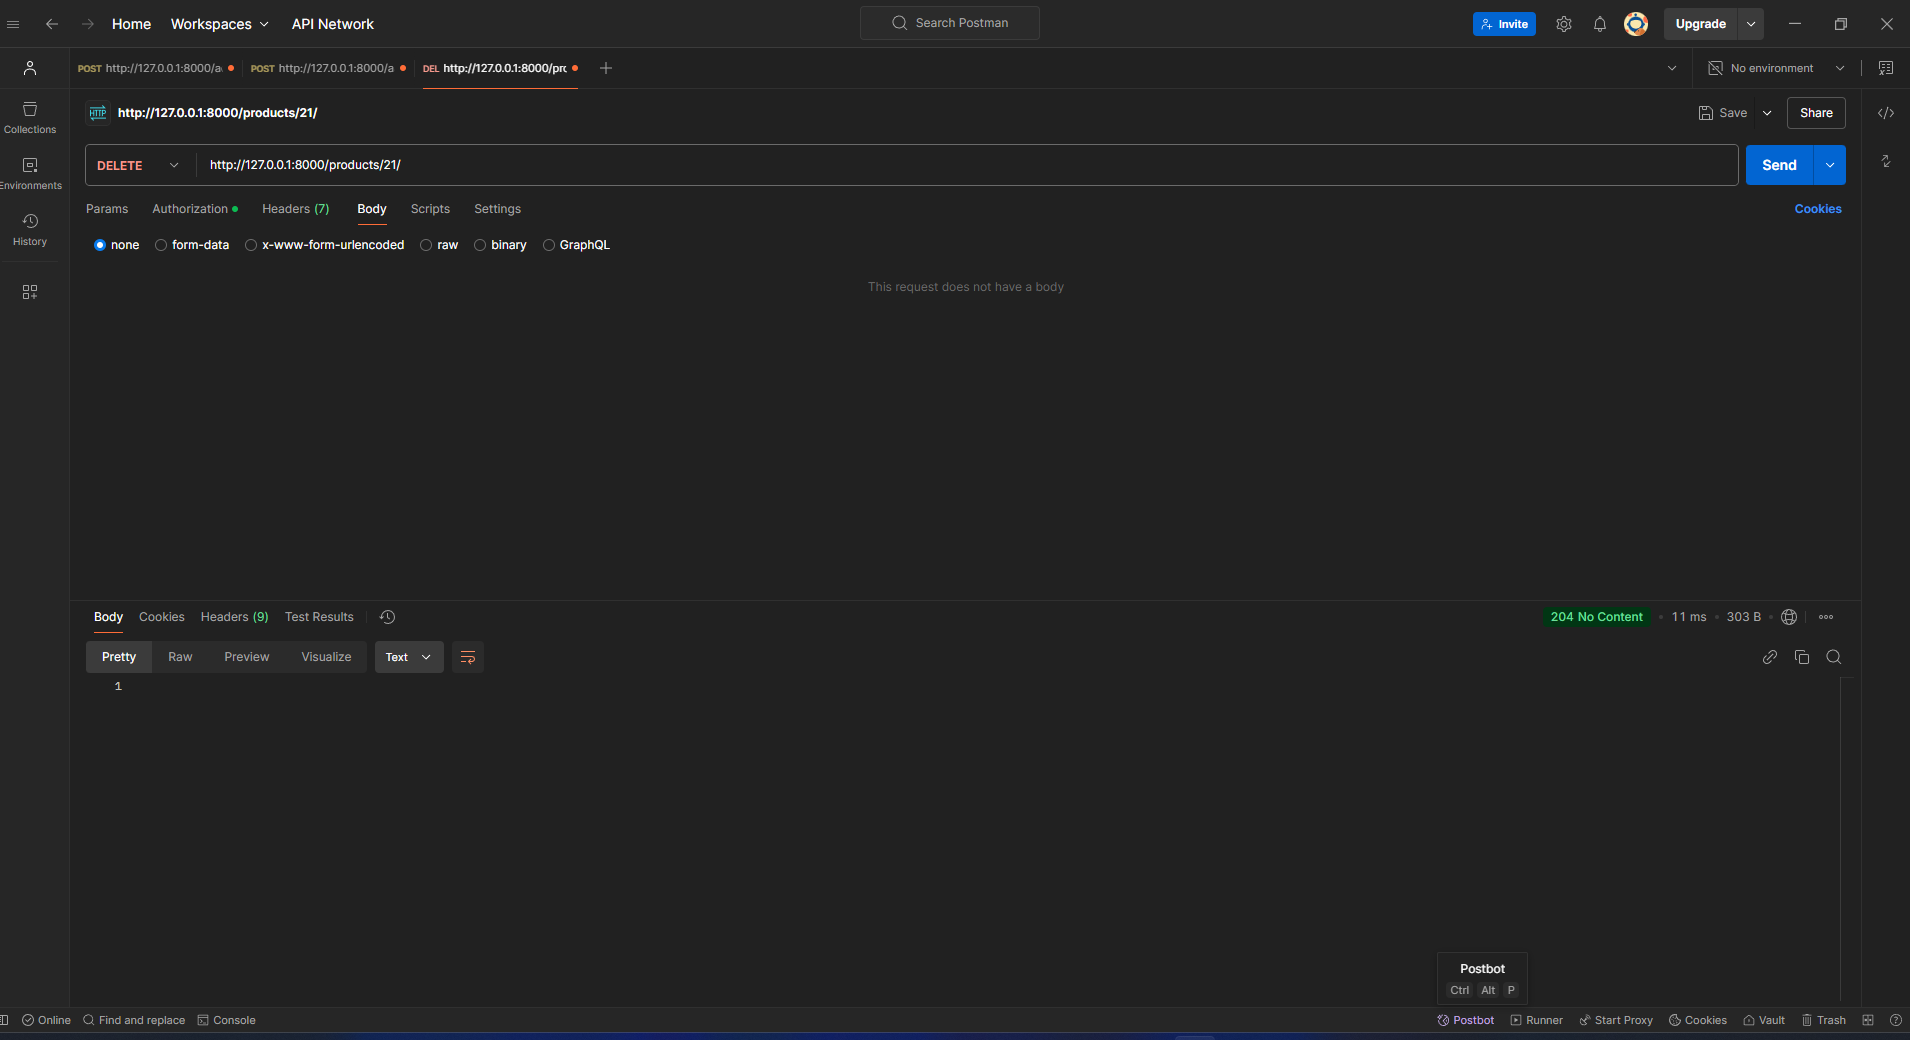 Home Workspaces API Network Search Postman Invite Upgrade
POST http://127.0.0.1:8000/a POST http://127.0.0.1:8000/a DEL http://127.0.0.1:8000/pr No environment
HTTP http://127.0.0.1:8000/products/21/ Save Share
Collections
DELETE http://127.0.0.1:8000/products/21/ Send
Environments
Params Authorization Headers (7) Body Scripts Settings Cookies
History
none form-data x-www-form-urlencoded raw binary GraphQL
This request does not have a body
Body Cookies Headers (9) Test Results 204 No Content • 11 ms • 303 B •
Pretty Raw Preview Visualize Text
1
Postbot
Ctrl Alt P
Online Find and replace Console Postbot Runner Start Proxy Cookies Vault Trash